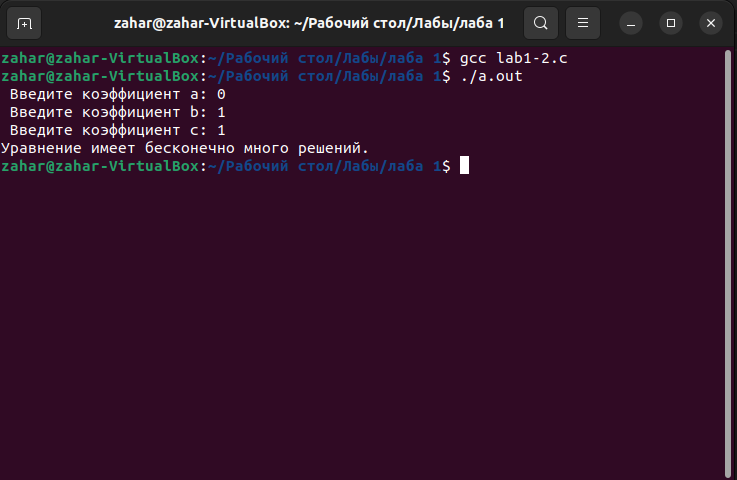 zahar@zahar-VirtualBox: ~/Рабочий стол/Лабы/лаба 1
zahar@zahar-VirtualBox:~/Рабочий стол/Лабы/лаба 1$ gcc lab1-2.c
zahar@zahar-VirtualBox:~/Рабочий стол/Лабы/лаба 1$ ./a.out
Введите коэффициент a: 0
Введите коэффициент b: 1
Введите коэффициент c: 1
Уравнение имеет бесконечно много решений.
zahar@zahar-VirtualBox:~/Рабочий стол/Лабы/лаба 1$